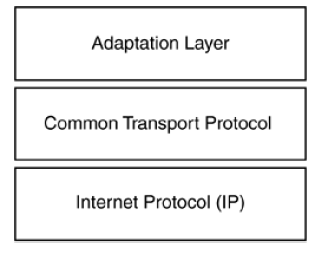 Adaptation Layer
Common Transport Protocol
Internet Protocol (IP)